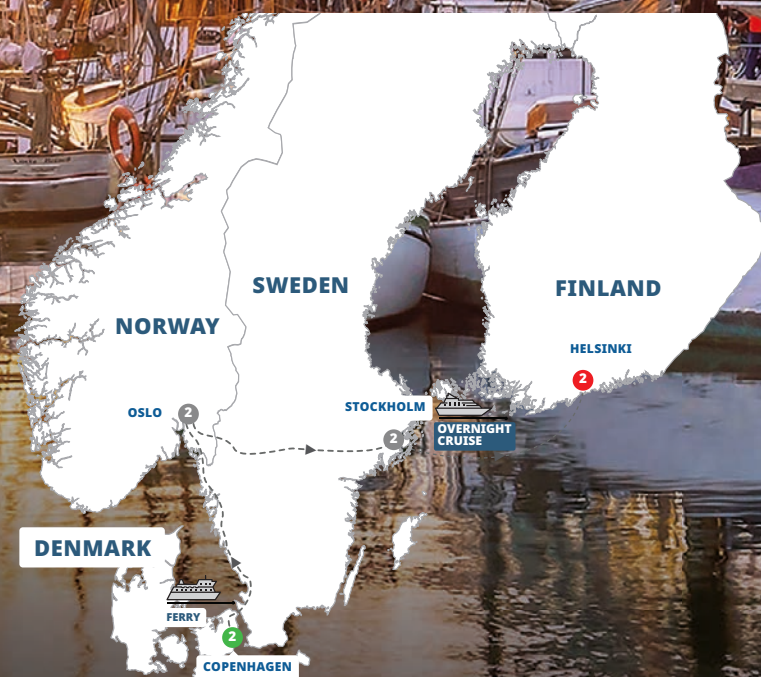 SWEDEN
FINLAND
NORWAY
HELSINKI
2
OSLO
2
STOCKHOLM
2
OVERNIGHT
CRUISE
DENMARK
FERRY
2
COPENHAGEN